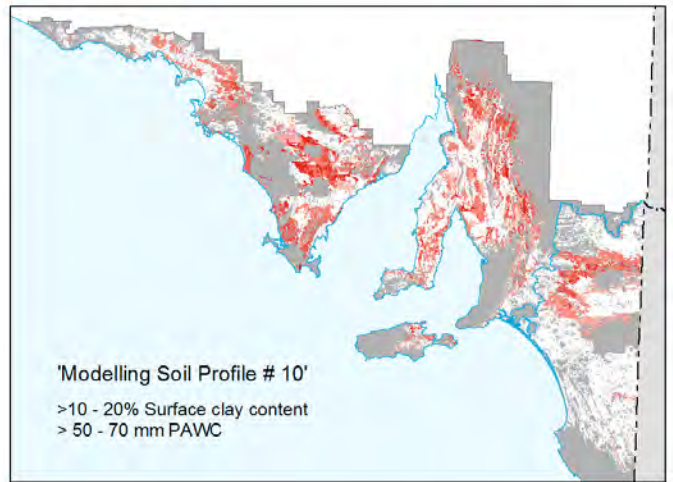 'Modelling Soil Profile # 10'
>10 - 20% Surface clay content
> 50 - 70 mm PAWC